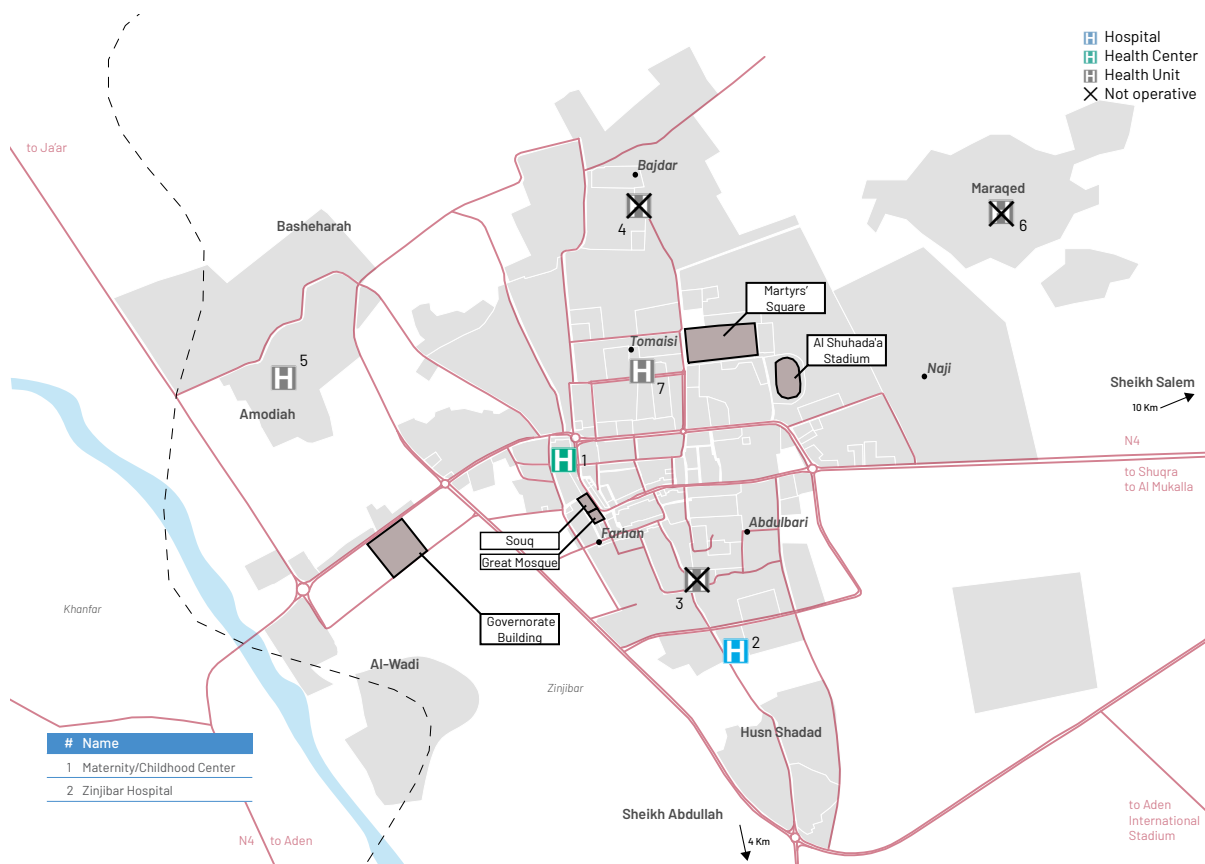 Hospital
Health Center
Health Unit
Not operative
to Ja'ar
Bajdar
4
Maraqed
6
Basheharah
Martyrs'
Square
Tomaisi
Al Shuhada'a
Stadium
5
7
Naji
Amodiah
Sheikh Salem
10 Km
N4
to Shuqra
to Al Mukalla
1
Souq
Great Mosque
Farhan
Abdulbari
3
Khanfar
Governorate
Building
2
Al-Wadi
Zinjibar
Husn Shadad
# Name
1 Maternity/Childhood Center
2 Zinjibar Hospital
Sheikh Abdullah
4 Km
N4 to Aden
to Aden
International
Stadium